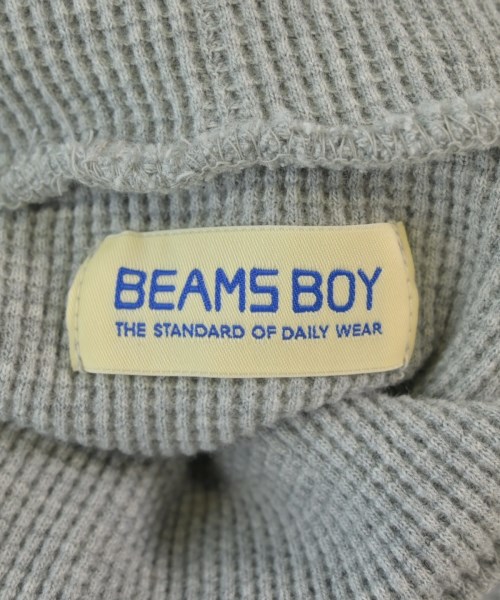 BEAMS BOY
THE STANDARD OF DAILY WEAR